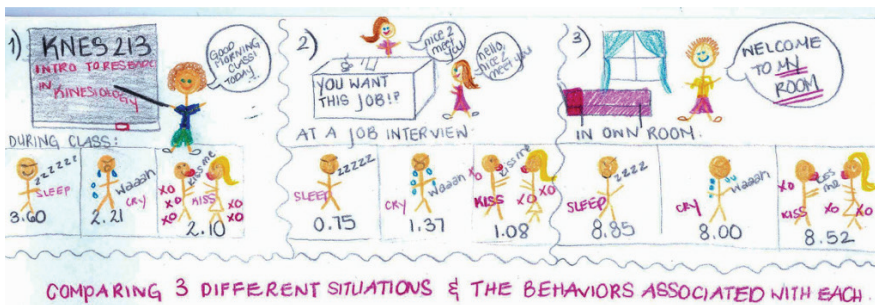 1)
KNES 213
INTRO TO RESEARCH
IN KINESIOLOGY
GOOD
MORNING
CLASS!
TODAY...
DURING CLASS:
zzzzzz
SLEEP
3.60
waaah
CRY
2.21
kiss me
XO
XO
XO
KISS
XO
XO
2.10
2)
nice 2
meet
you
hello,
nice 2
meet you
YOU WANT
THIS JOB!?
AT A JOB INTERVIEW:
zzzzz
SLEEP
0.75
waaah
CRY
1.37
kiss me
XO
KISS
XO
XO
1.08
3)
WELCOME
TO MY
ROOM
IN OWN ROOM.
zzzz
SLEEP
8.85
waaah
CRY
8.00
kiss
me
XO
KISS
XO
XO
8.52
COMPARING 3 DIFFERENT SITUATIONS & THE BEHAVIORS ASSOCIATED WITH EACH.